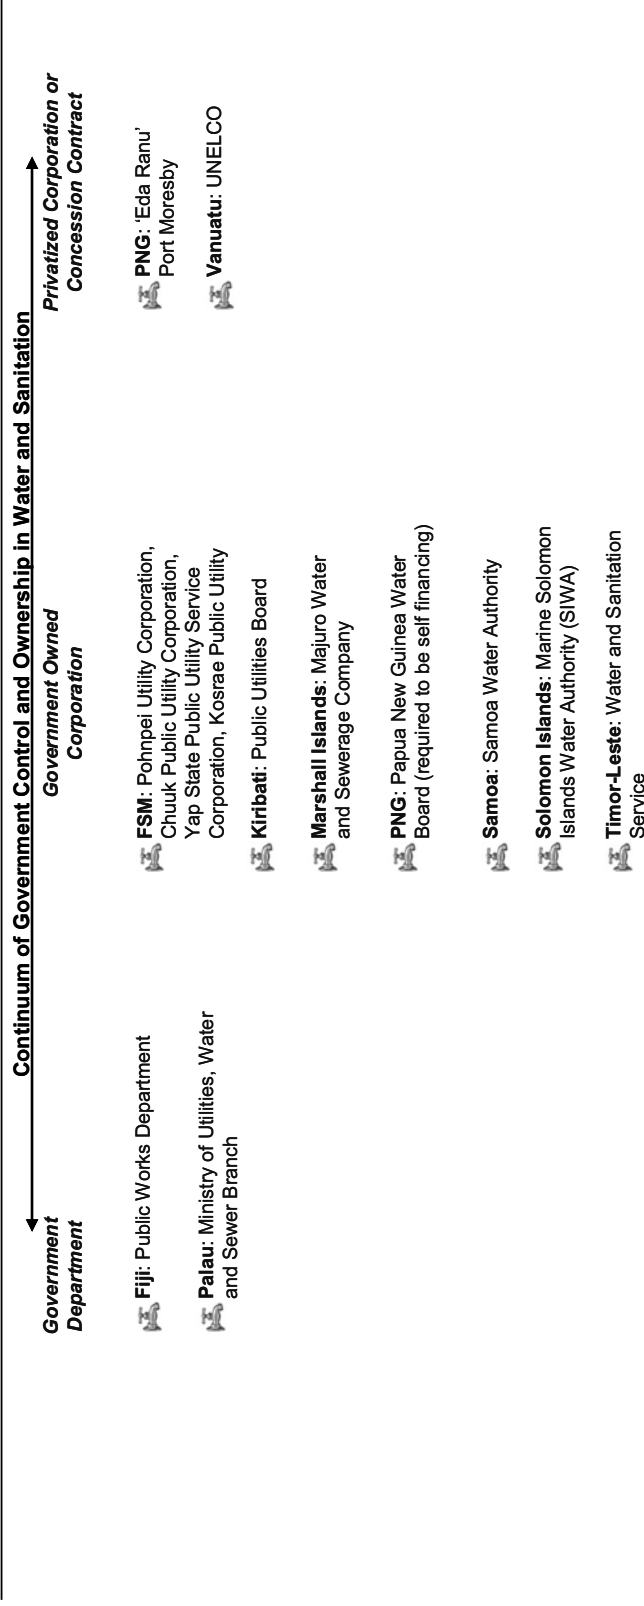 Continuum of Government Control and Ownership in Water and Sanitation
Government
Department
Government Owned
Corporation
Privatized Corporation or
Concession Contract
Fiji: Public Works Department
Palau: Ministry of Utilities, Water
and Sewer Branch
FSM: Pohnpei Utility Corporation,
Chuuk Public Utility Corporation,
Yap State Public Utility Service
Corporation, Kosrae Public Utility
Kiribati: Public Utilities Board
Marshall Islands: Majuro Water
and Sewerage Company
PNG: Papua New Guinea Water
Board (required to be self financing)
Samoa: Samoa Water Authority
Solomon Islands: Marine Solomon
Islands Water Authority (SIWA)
Timor-Leste: Water and Sanitation
Service
PNG: ‘Eda Ranu’
Port Moresby
Vanuatu: UNELCO